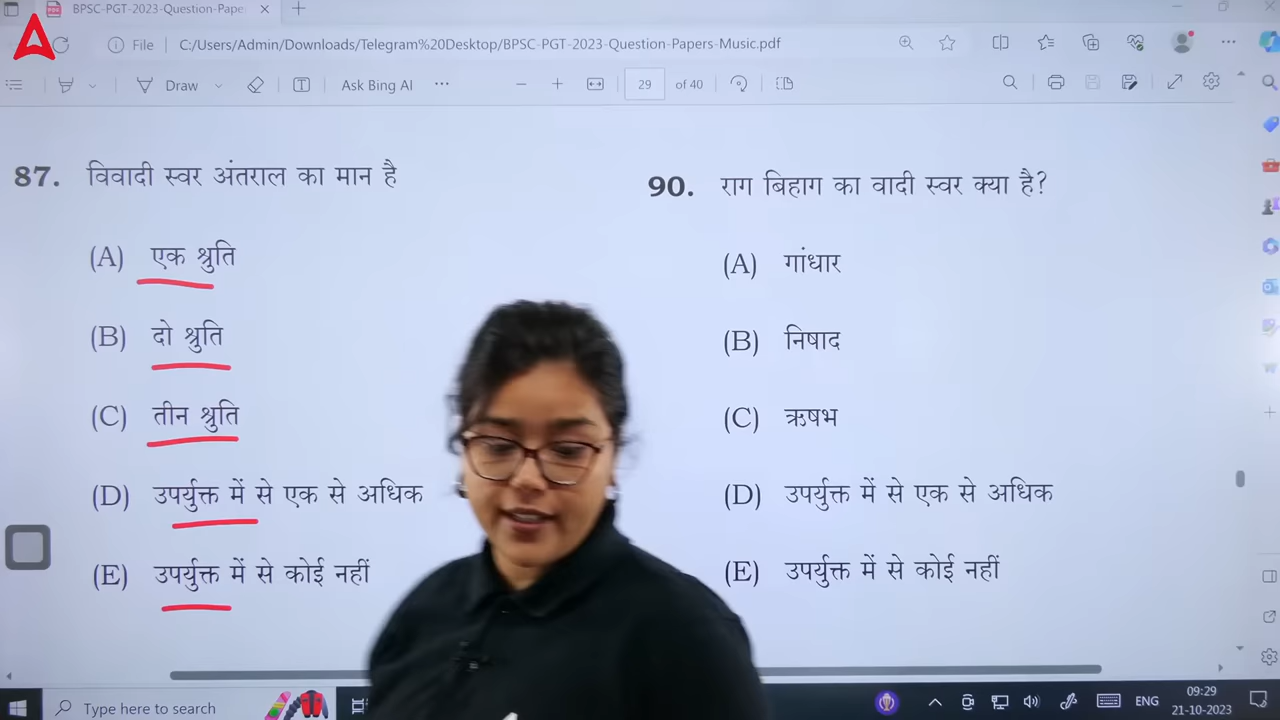 BPSC-PGT-2023-Question-Pape
File
C:/Users/Admin/Downloads/Telegram%20Desktop/BPSC-PGT-2023-Question-Papers-Music.pdf
Draw
Ask Bing AI
29
of 40
87. विवादी स्वर अंतराल का मान है
(A) एक श्रुति
(B) दो श्रुति
(C) तीन श्रुति
(D) उपर्युक्त में से एक से अधिक
(E) उपर्युक्त में से कोई नहीं
90. राग बिहाग का वादी स्वर क्या है?
(A) गांधार
(B) निषाद
(C) ऋषभ
(D) उपर्युक्त में से एक से अधिक
(E) उपर्युक्त में से कोई नहीं
Type here to search
ENG
09:29
21-10-2023